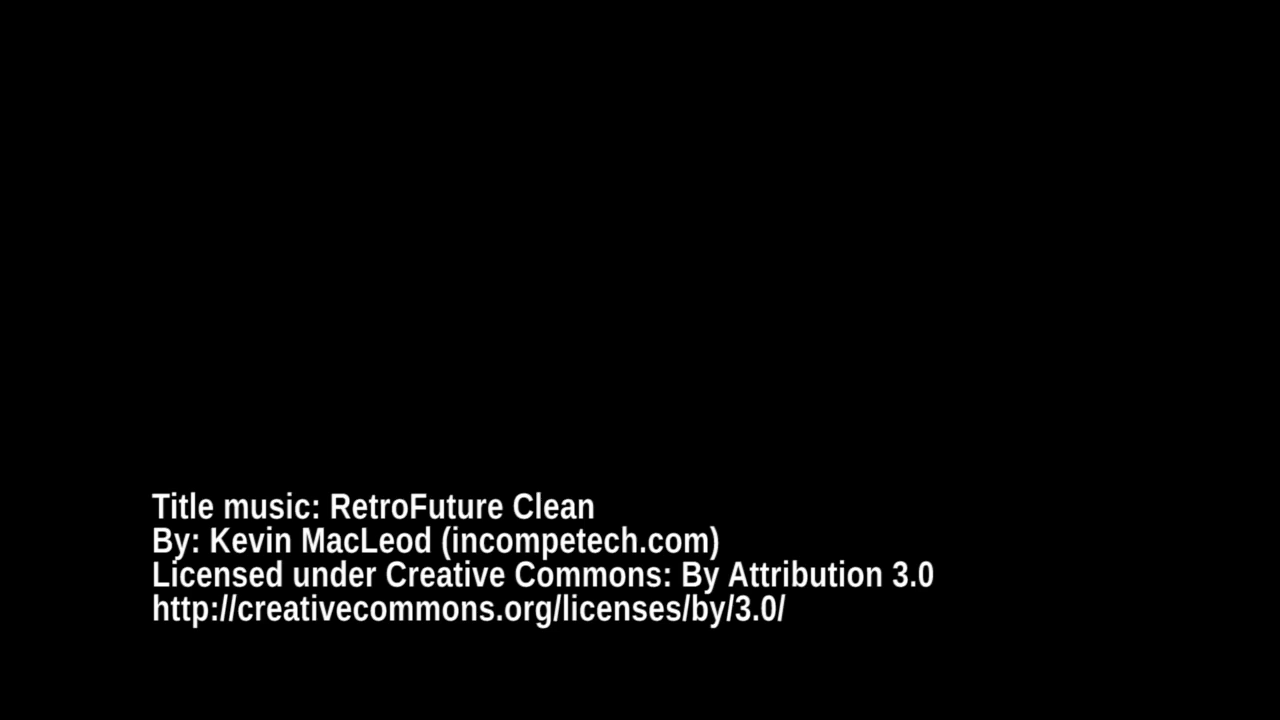 Title music: RetroFuture Clean
By: Kevin MacLeod (incompetech.com)
Licensed under Creative Commons: By Attribution 3.0
http://creativecommons.org/licenses/by/3.0/